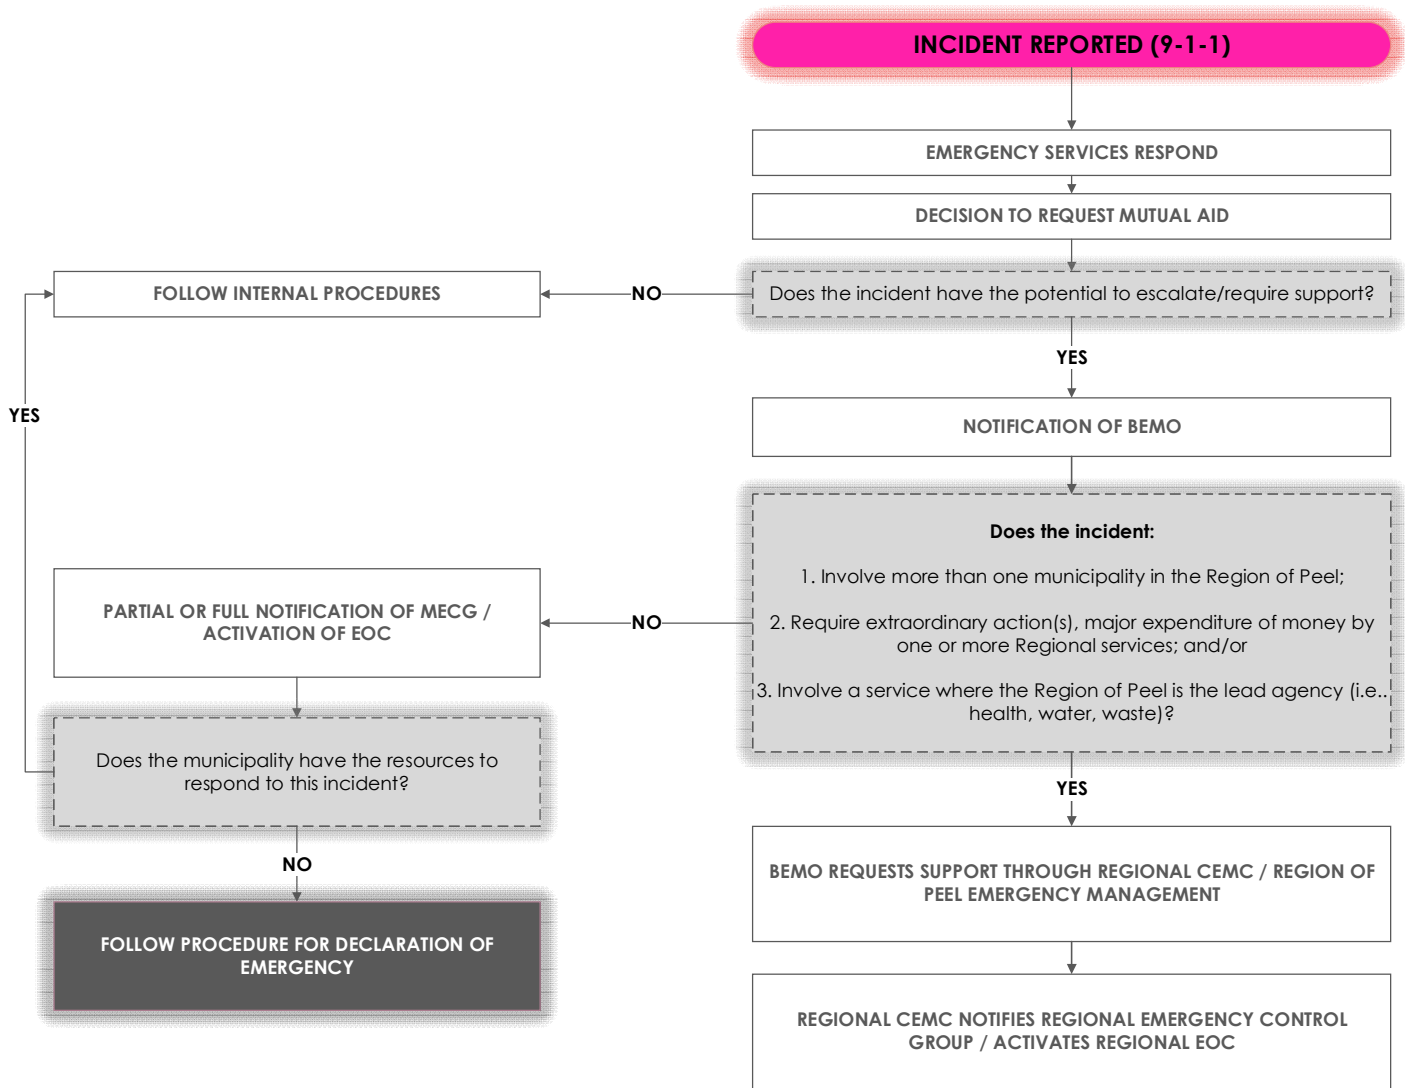 INCIDENT REPORTED (9-1-1)
EMERGENCY SERVICES RESPOND
DECISION TO REQUEST MUTUAL AID
Does the incident have the potential to escalate/require support?
NO
FOLLOW INTERNAL PROCEDURES
YES
NOTIFICATION OF BEMO
Does the incident:
1. Involve more than one municipality in the Region of Peel;
2. Require extraordinary action(s), major expenditure of money by
one or more Regional services; and/or
3. Involve a service where the Region of Peel is the lead agency (i.e..
health, water, waste)?
NO
PARTIAL OR FULL NOTIFICATION OF MECG /
ACTIVATION OF EOC
Does the municipality have the resources to
respond to this incident?
YES
NO
FOLLOW PROCEDURE FOR DECLARATION OF
EMERGENCY
YES
BEMO REQUESTS SUPPORT THROUGH REGIONAL CEMC / REGION OF
PEEL EMERGENCY MANAGEMENT
REGIONAL CEMC NOTIFIES REGIONAL EMERGENCY CONTROL
GROUP / ACTIVATES REGIONAL EOC